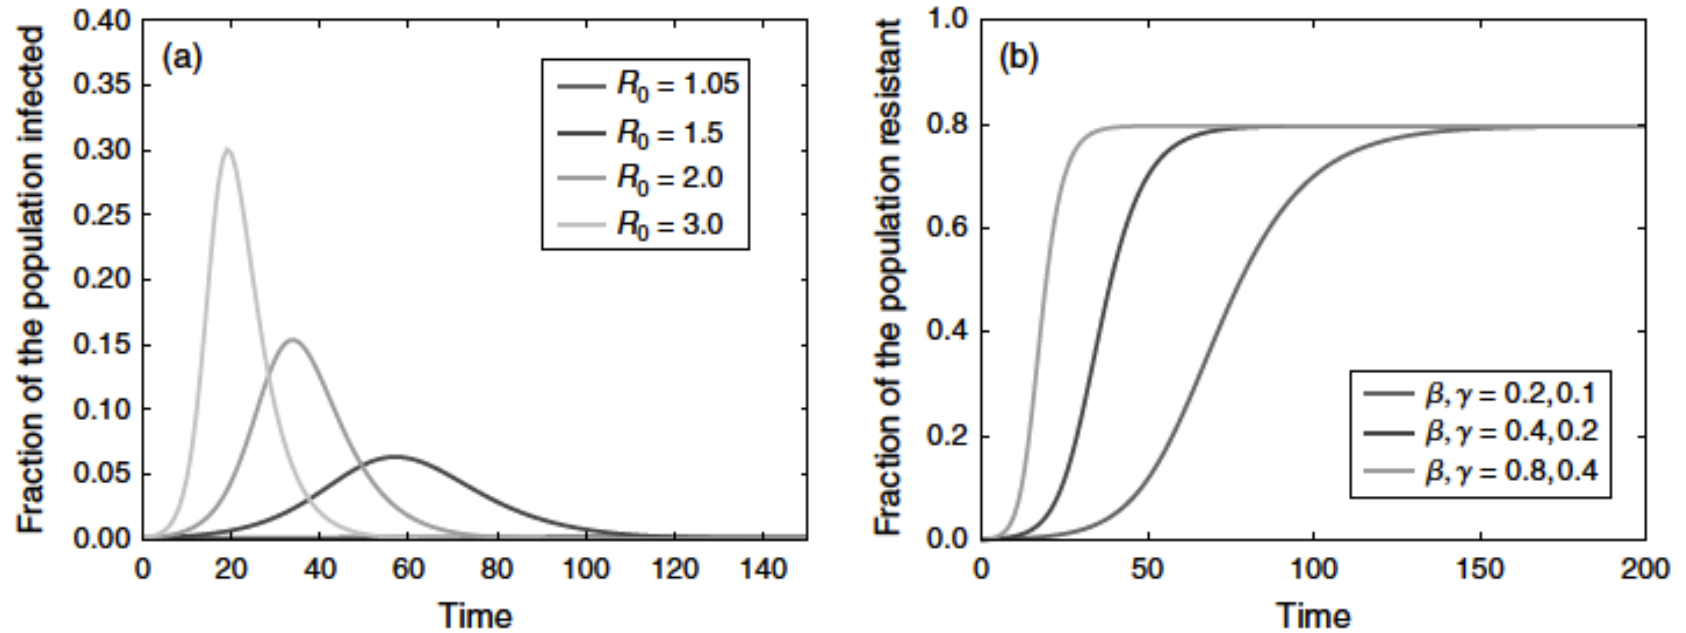 Fraction of the population infected
0.40
0.35
0.30
0.25
0.20
0.15
0.10
0.05
0.00
(a)
R₀ = 1.05
R₀ = 1.5
R₀ = 2.0
R₀ = 3.0
0 20 40 60 80 100 120 140
Time
Fraction of the population resistant
1.0
0.8
0.6
0.4
0.2
0.0
(b)
β, γ = 0.2, 0.1
β, γ = 0.4, 0.2
β, γ = 0.8, 0.4
0 50 100 150 200
Time